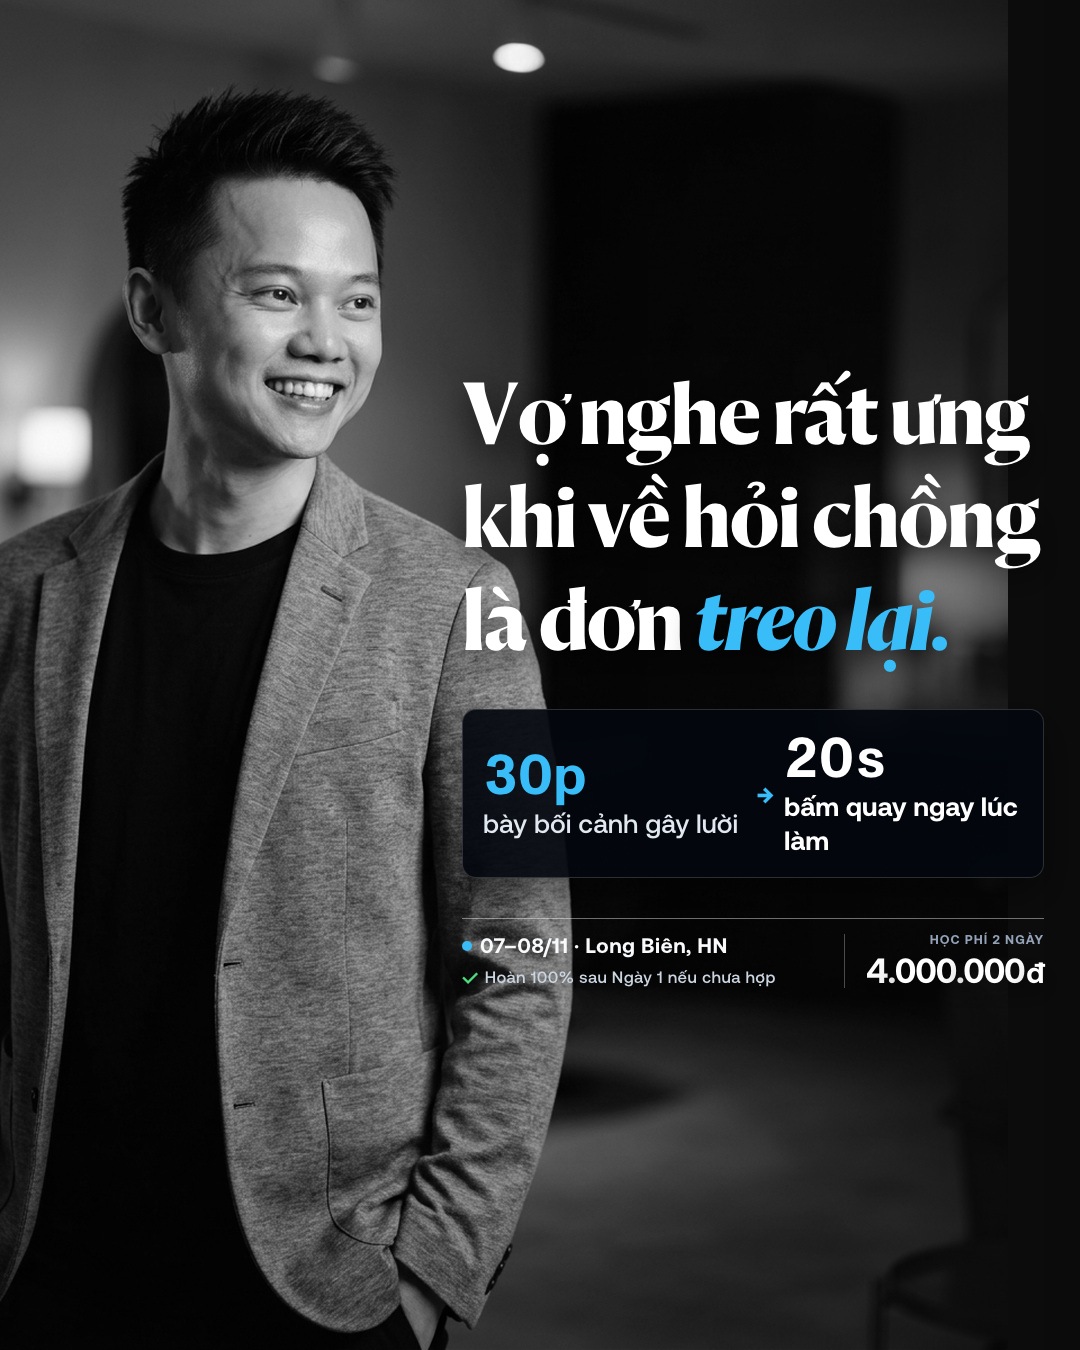 Vợ nghe rất ưng
khi về hỏi chồng
là đơn treo lại.
30p
bày bối cảnh gây lười
→
20s
bấm quay ngay lúc
làm
07–08/11 · Long Biên, HN
Hoàn 100% sau Ngày 1 nếu chưa hợp
HỌC PHÍ 2 NGÀY
4.000.000đ